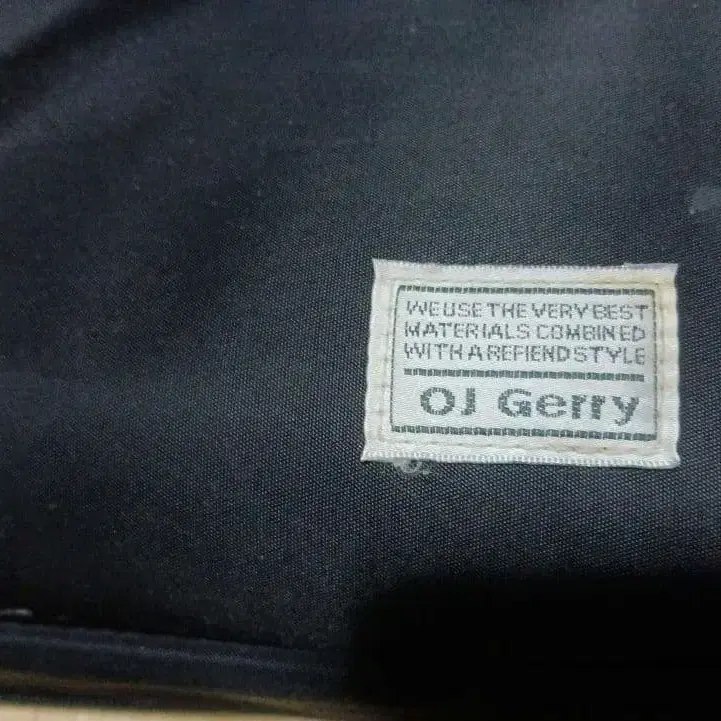 WE USE THE VERY BEST
MATERIALS COMBINED
WITH A REFIEND STYLE
OJ Gerry